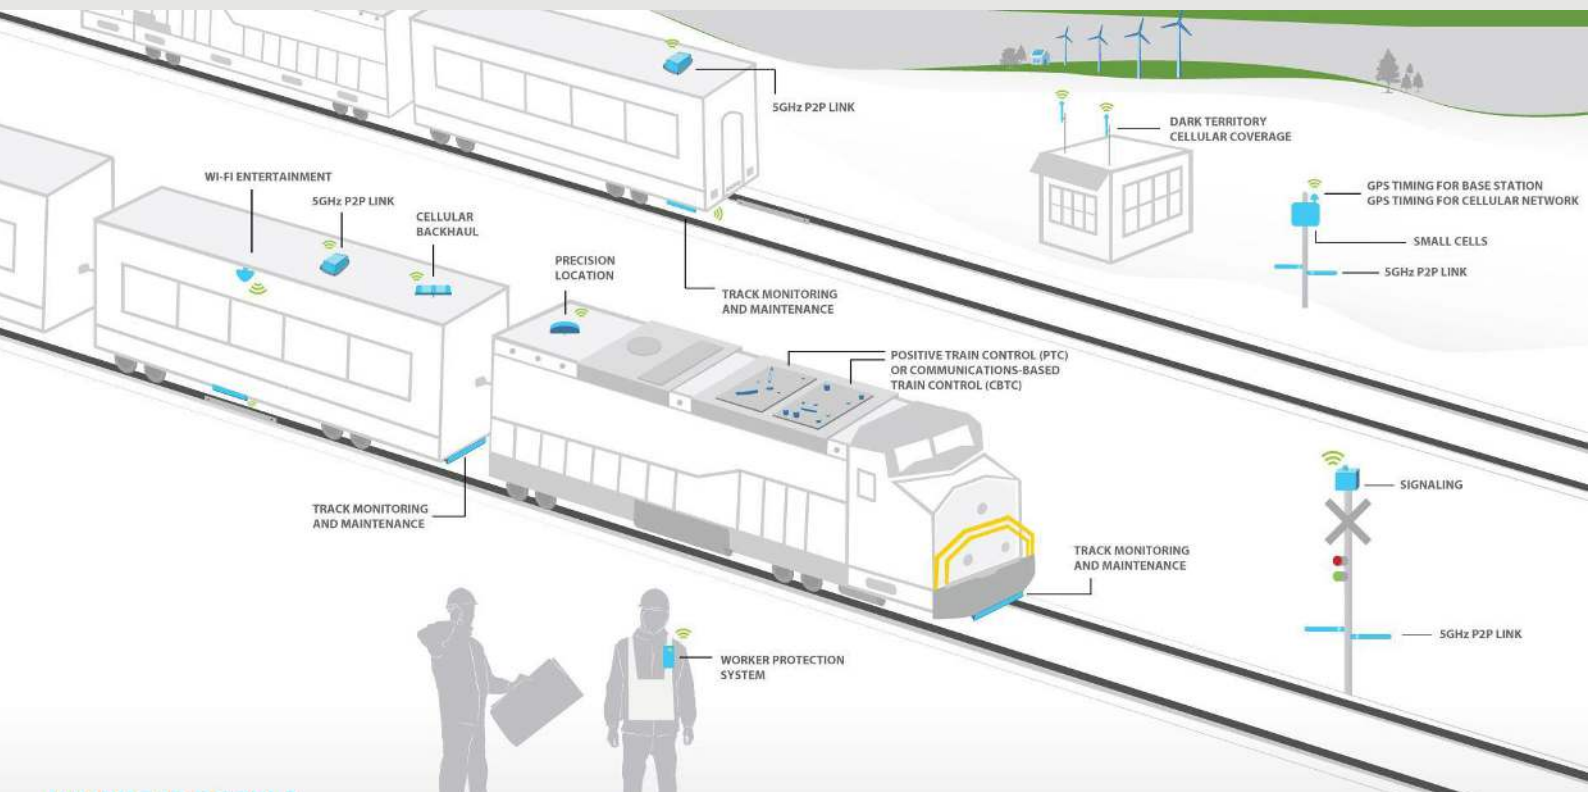 5GHz P2P LINK
DARK TERRITORY
CELLULAR COVERAGE
WI-FI ENTERTAINMENT
5GHz P2P LINK
CELLULAR
BACKHAUL
GPS TIMING FOR BASE STATION
GPS TIMING FOR CELLULAR NETWORK
SMALL CELLS
5GHz P2P LINK
PRECISION
LOCATION
TRACK MONITORING
AND MAINTENANCE
POSITIVE TRAIN CONTROL (PTC)
OR COMMUNICATIONS-BASED
TRAIN CONTROL (CBTC)
TRACK MONITORING
AND MAINTENANCE
SIGNALING
TRACK MONITORING
AND MAINTENANCE
5GHz P2P LINK
WORKER PROTECTION
SYSTEM